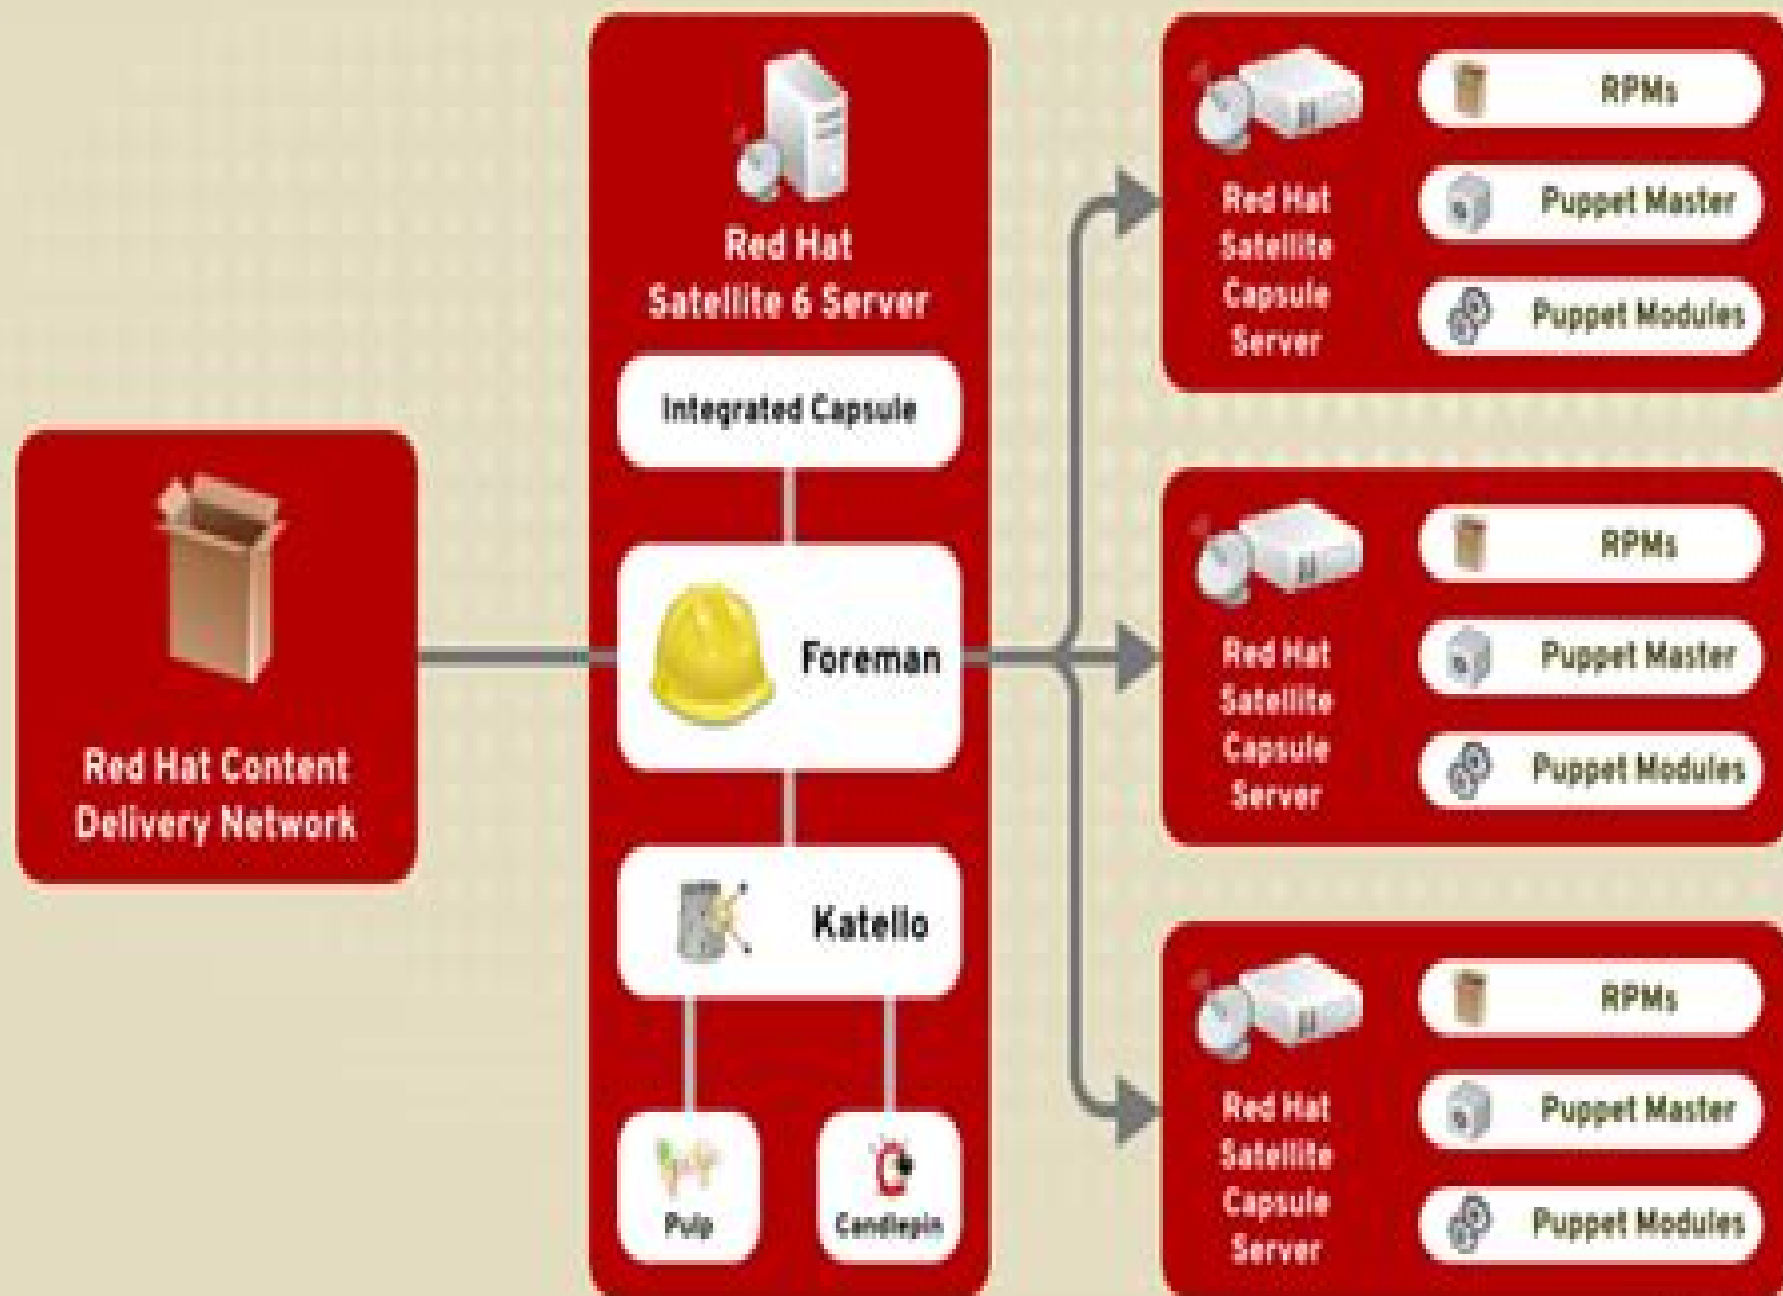 Red Hat Content
Delivery Network
Red Hat
Satellite 6 Server
Integrated Capsule
Foreman
Katello
Pulp
Candlepin
Red Hat
Satellite
Capsule
Server
RPMs
Puppet Master
Puppet Modules
Red Hat
Satellite
Capsule
Server
RPMs
Puppet Master
Puppet Modules
Red Hat
Satellite
Capsule
Server
RPMs
Puppet Master
Puppet Modules